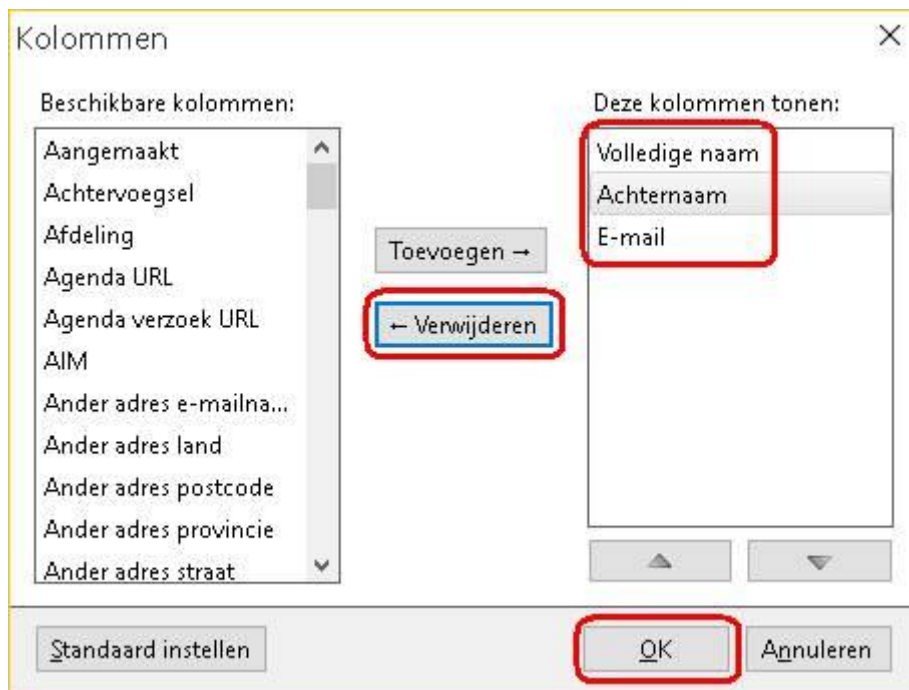 Kolommen
Beschikbare kolommen:
Aangemaakt
Achtervoegsel
Afdeling
Agenda URL
Agenda verzoek URL
AIM
Ander adres e-mailna...
Ander adres land
Ander adres postcode
Ander adres provincie
Ander adres straat
Toevoegen →
← Verwijderen
Deze kolommen tonen:
Volledige naam
Achternaam
E-mail
Standaard instellen
OK
Annuleren